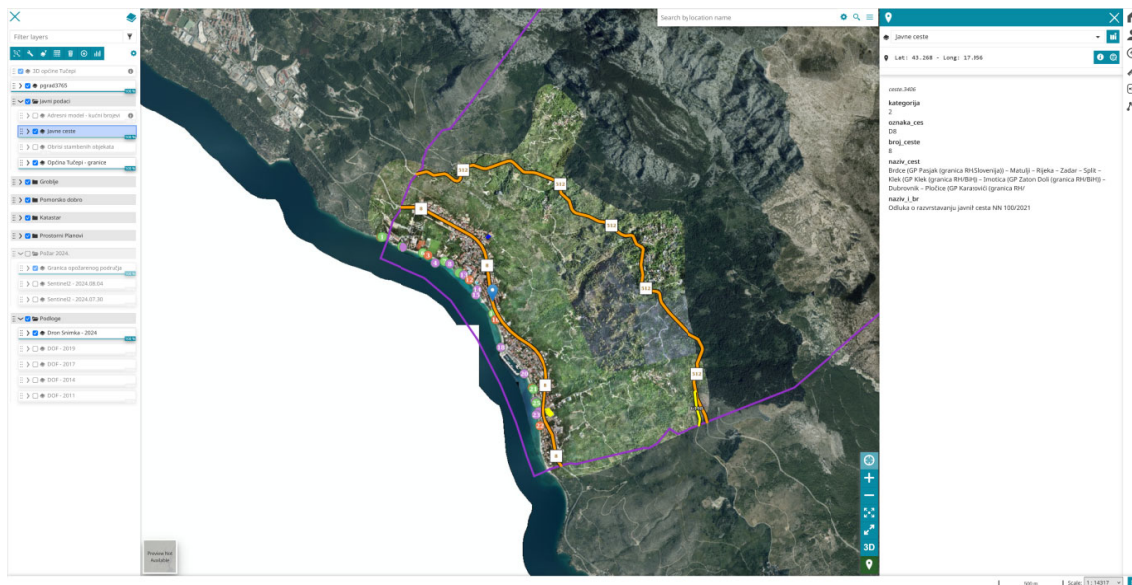 Search by location name
Filter layers
3D općine Tučepi
pgrad3765
Javni podaci
Adresni model - kućni brojevi
Javne ceste
Obrisi stambenih objekata
Općina Tučepi - granice
Groblje
Pomorsko dobro
Katastar
Prostorni Planovi
Požar 2024.
Granica opožarenog područja
Sentinel2 - 2024.08.04
Sentinel2 - 2024.07.30
Podloge
Dron Snimka - 2024
DOF - 2019
DOF - 2017
DOF - 2014
DOF - 2011
512
512
512
512
512
8
8
8
8
Preview Not
Available
3D
Javne ceste
Lat: 43.268 - Long: 17.056
ceste.3406
kategorija
2
oznaka_ces
D8
broj_ceste
8
naziv_cest
Brdce (GP Pasjak (granica RH/Slovenija)) – Matulji - Rijeka - Zadar – Split –
Klek (GP Klek (granica RH/BiH)) – Imotica (GP Zaton Doli (granica RH/BiH)) –
Dubrovnik – Pločice (GP Karasovići (granica RH/
naziv_i_br
Odluka o razvrstavanju javnih cesta NN 100/2021
500 m
Scale: 1 : 14317